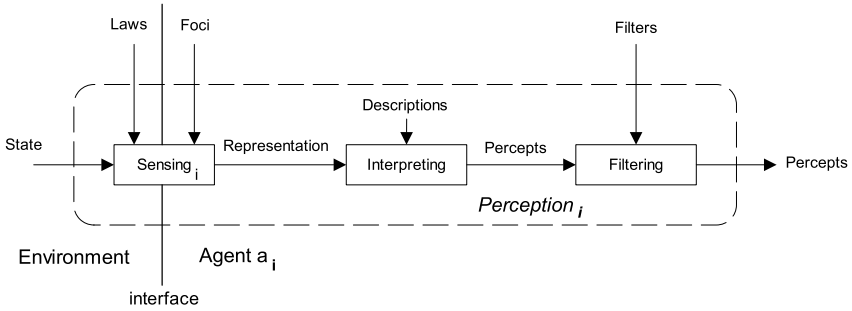 Laws
Foci
Filters
Descriptions
State
Sensing i
Representation
Interpreting
Percepts
Filtering
Percepts
Perception i
Environment
Agent a i
interface